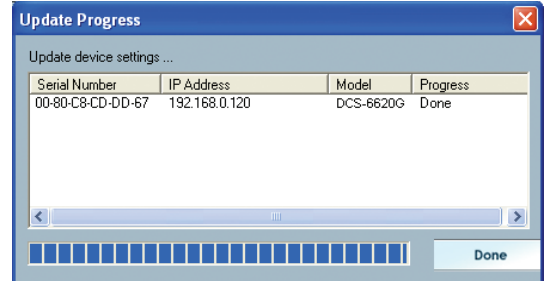 Update Progress
Update device settings ...
Serial Number IP Address Model Progress
00-80-C8-CD-DD-67 192.168.0.120 DCS-6620G Done
Done